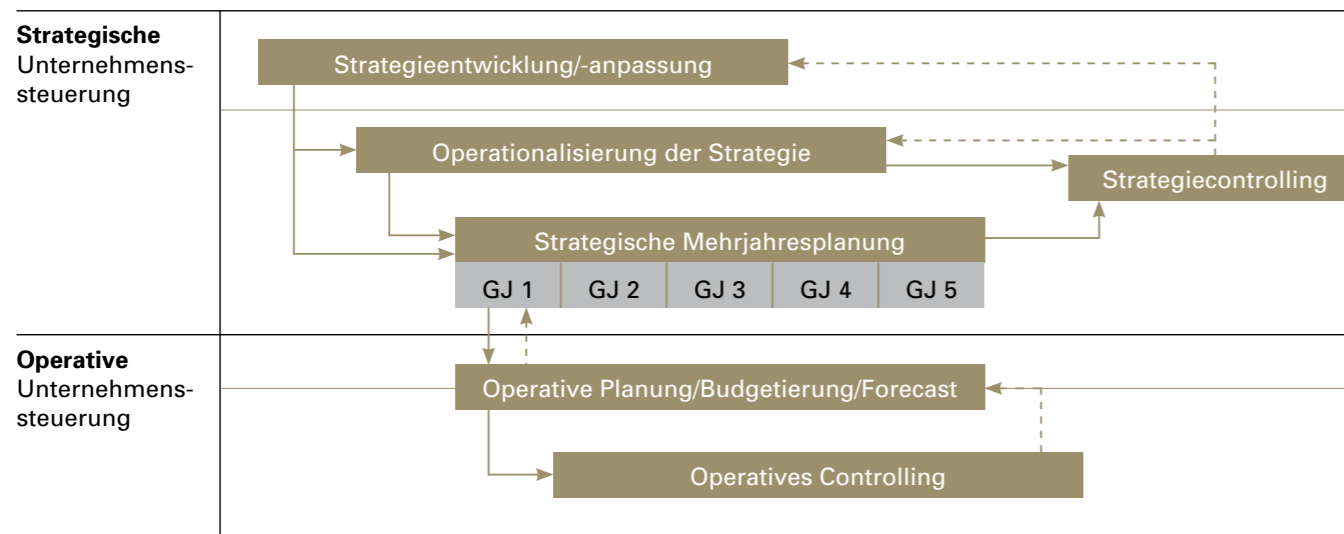 Strategische
Unternehmens-
steuerung
Strategieentwicklung/-anpassung
Operationalisierung der Strategie
Strategiecontrolling
Strategische Mehrjahresplanung
GJ 1 GJ 2 GJ 3 GJ 4 GJ 5
Operative
Unternehmens-
steuerung
Operative Planung/Budgetierung/Forecast
Operatives Controlling